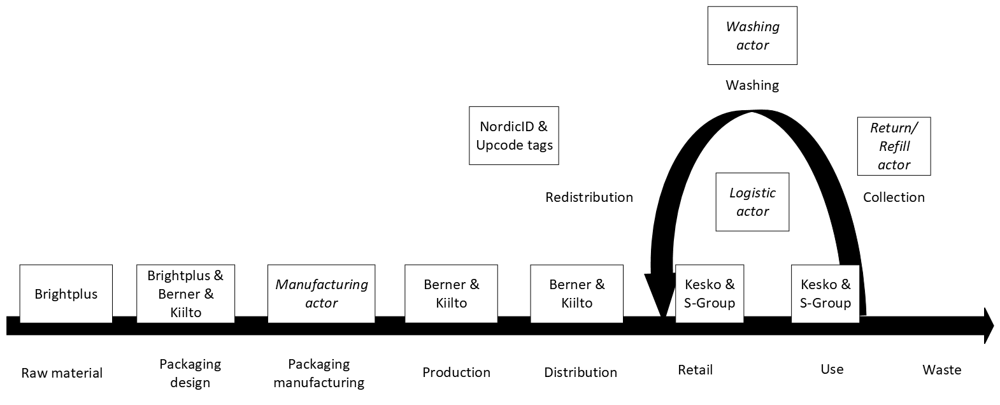 Washing
actor
Washing
NordicID &
Upcode tags
Return/
Refill
actor
Redistribution
Logistic
actor
Collection
Brightplus
Brightplus &
Berner &
Kiilto
Manufacturing
actor
Berner &
Kiilto
Berner &
Kiilto
Kesko &
S-Group
Kesko &
S-Group
Raw material
Packaging
design
Packaging
manufacturing
Production
Distribution
Retail
Use
Waste